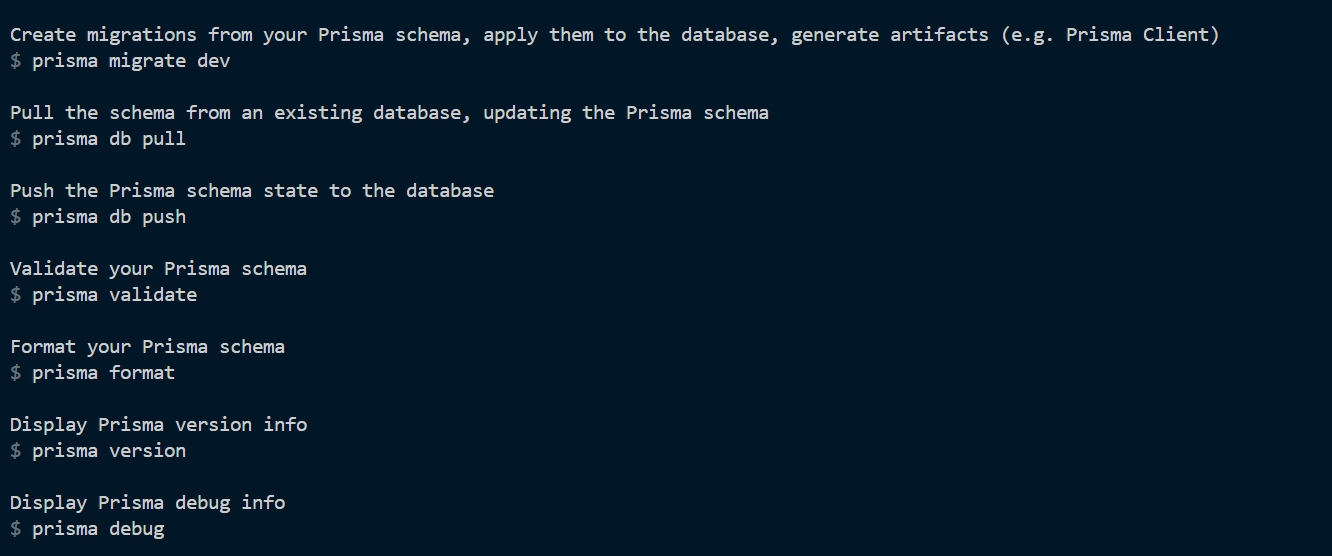 Create migrations from your Prisma schema, apply them to the database, generate artifacts (e.g. Prisma Client)
$ prisma migrate dev
Pull the schema from an existing database, updating the Prisma schema
$ prisma db pull
Push the Prisma schema state to the database
$ prisma db push
Validate your Prisma schema
$ prisma validate
Format your Prisma schema
$ prisma format
Display Prisma version info
$ prisma version
Display Prisma debug info
$ prisma debug